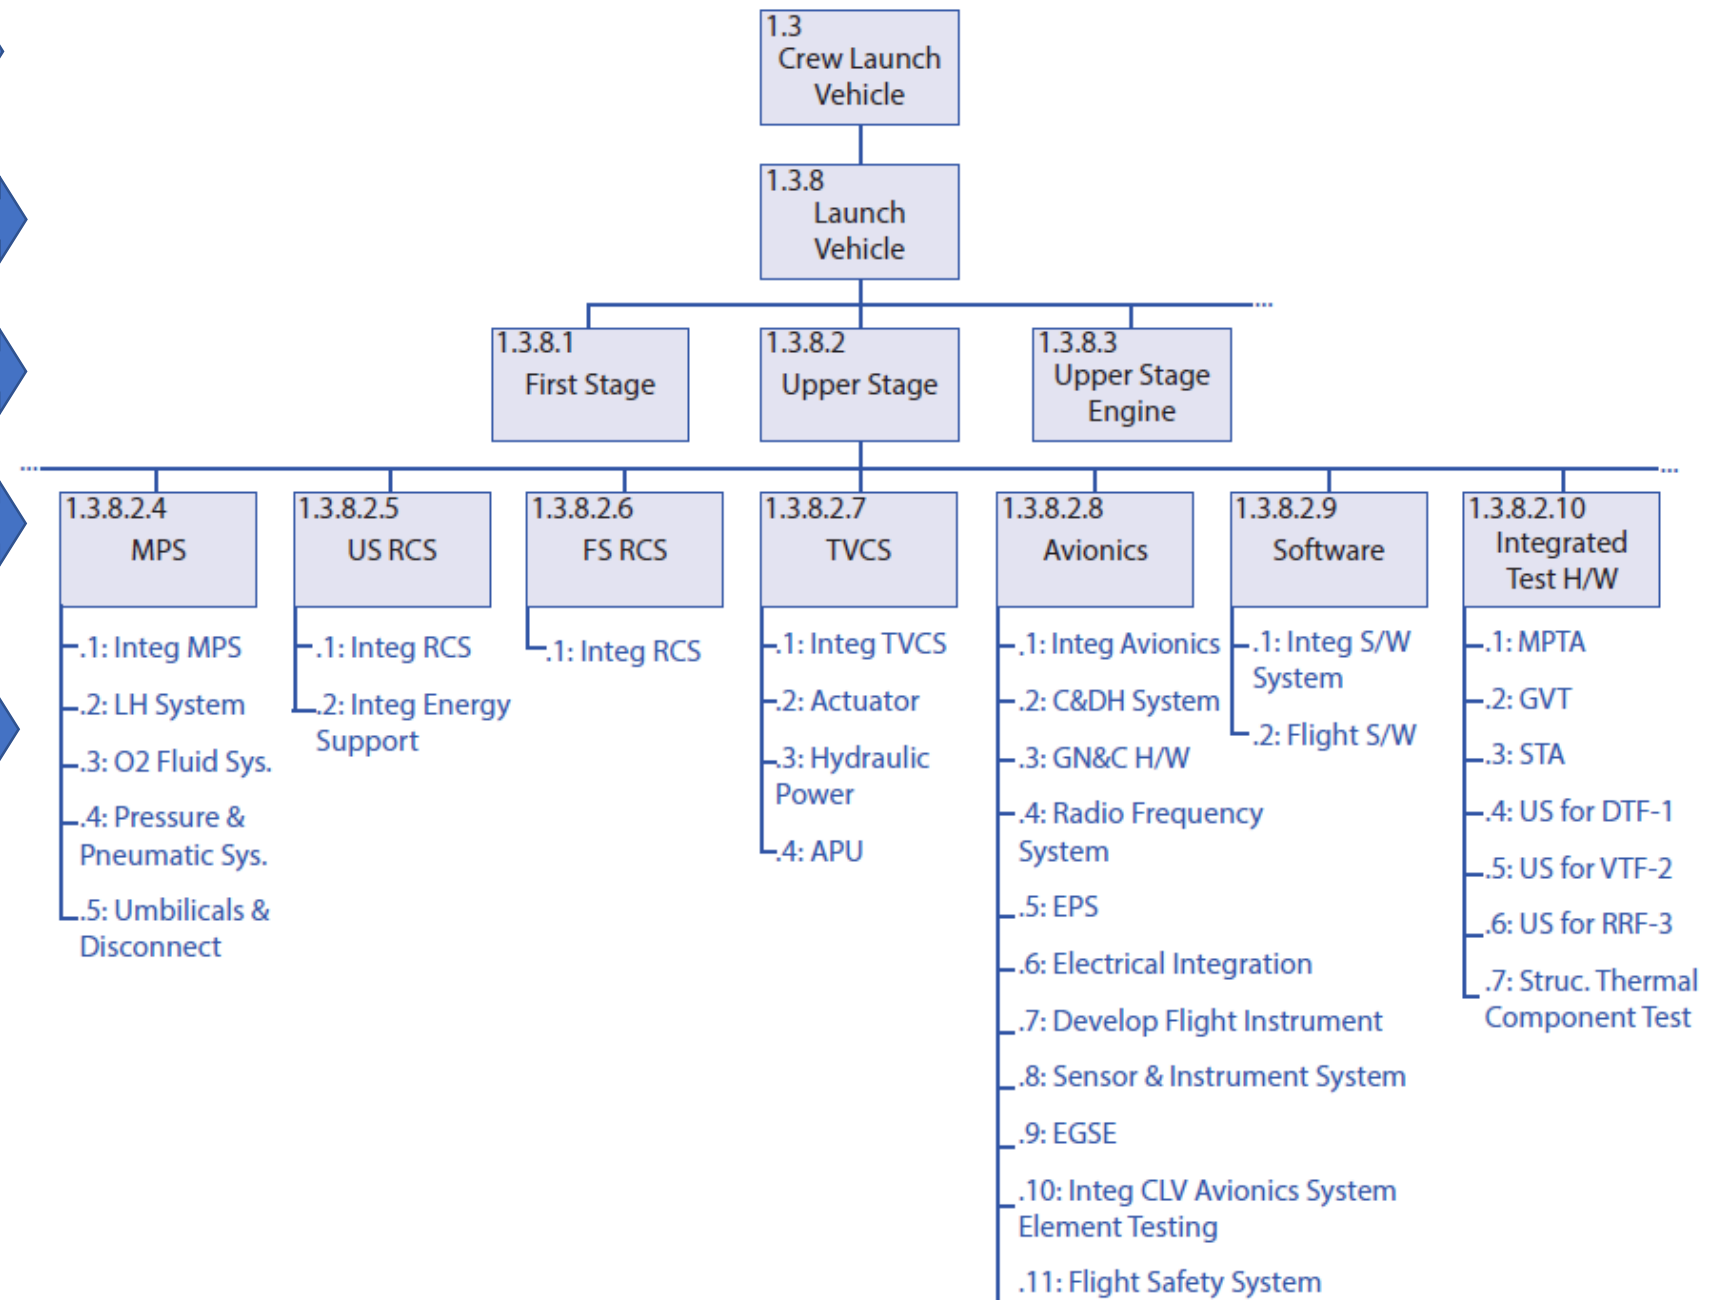 1.3
Crew Launch
Vehicle
1.3.8
Launch
Vehicle
...
1.3.8.1
First Stage
1.3.8.2
Upper Stage
1.3.8.3
Upper Stage
Engine
...
...
1.3.8.2.4
MPS
.1: Integ MPS
.2: LH System
.3: O2 Fluid Sys.
.4: Pressure &
Pneumatic Sys.
.5: Umbilicals &
Disconnect
1.3.8.2.5
US RCS
.1: Integ RCS
.2: Integ Energy
Support
1.3.8.2.6
FS RCS
.1: Integ RCS
1.3.8.2.7
TVCS
.1: Integ TVCS
.2: Actuator
.3: Hydraulic
Power
.4: APU
1.3.8.2.8
Avionics
.1: Integ Avionics
.2: C&DH System
.3: GN&C H/W
.4: Radio Frequency
System
.5: EPS
.6: Electrical Integration
.7: Develop Flight Instrument
.8: Sensor & Instrument System
.9: EGSE
.10: Integ CLV Avionics System
Element Testing
.11: Flight Safety System
1.3.8.2.9
Software
.1: Integ S/W
System
.2: Flight S/W
1.3.8.2.10
Integrated
Test H/W
.1: MPTA
.2: GVT
.3: STA
.4: US for DTF-1
.5: US for VTF-2
.6: US for RRF-3
.7: Struc. Thermal
Component Test